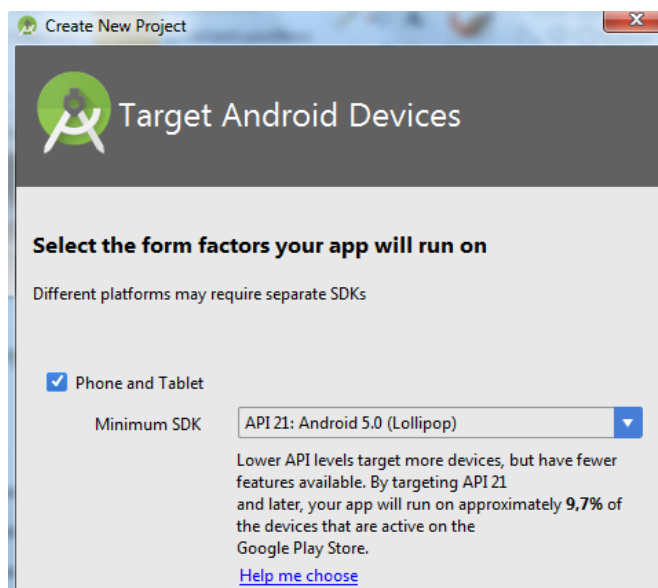 Create New Project
Target Android Devices
Select the form factors your app will run on
Different platforms may require separate SDKs
Phone and Tablet
Minimum SDK
API 21: Android 5.0 (Lollipop)
Lower API levels target more devices, but have fewer
features available. By targeting API 21
and later, your app will run on approximately 9,7% of
the devices that are active on the
Google Play Store.
Help me choose